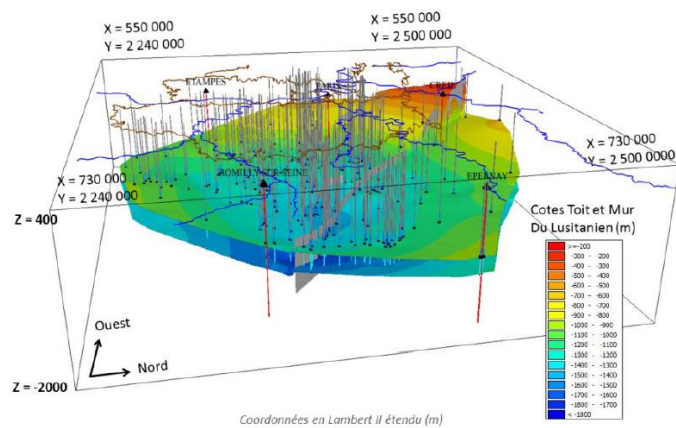 X = 550 000
Y = 2 240 000
X = 550 000
Y = 2 500 000
ETAMPES
PARIS
CREIL
X = 730 000
Y = 2 500 0000
X = 730 000
Y = 2 240 000
ROMILLY-SUR-SEINE
EPERNAY
Z = 400
Cotes Toit et Mur
Du Lusitanien (m)
>=-200
-300 - -200
-400 - -300
-500 - -400
-600 - -500
-700 - -600
-800 - -700
-900 - -800
-1000 - -900
-1100 - -1000
-1200 - -1100
-1300 - -1200
-1400 - -1300
-1500 - -1400
-1600 - -1500
-1700 - -1600
-1800 - -1700
< -1800
Ouest
Nord
Z = -2000
Coordonnées en Lambert II étendu (m)